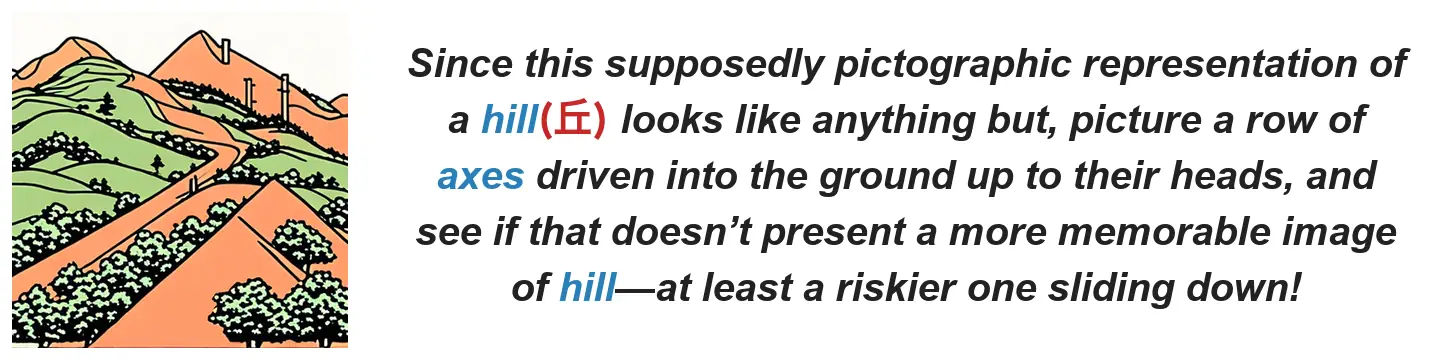 Since this supposedly pictographic representation of
a hill(丘) looks like anything but, picture a row of
axes driven into the ground up to their heads, and
see if that doesn’t present a more memorable image
of hill—at least a riskier one sliding down!